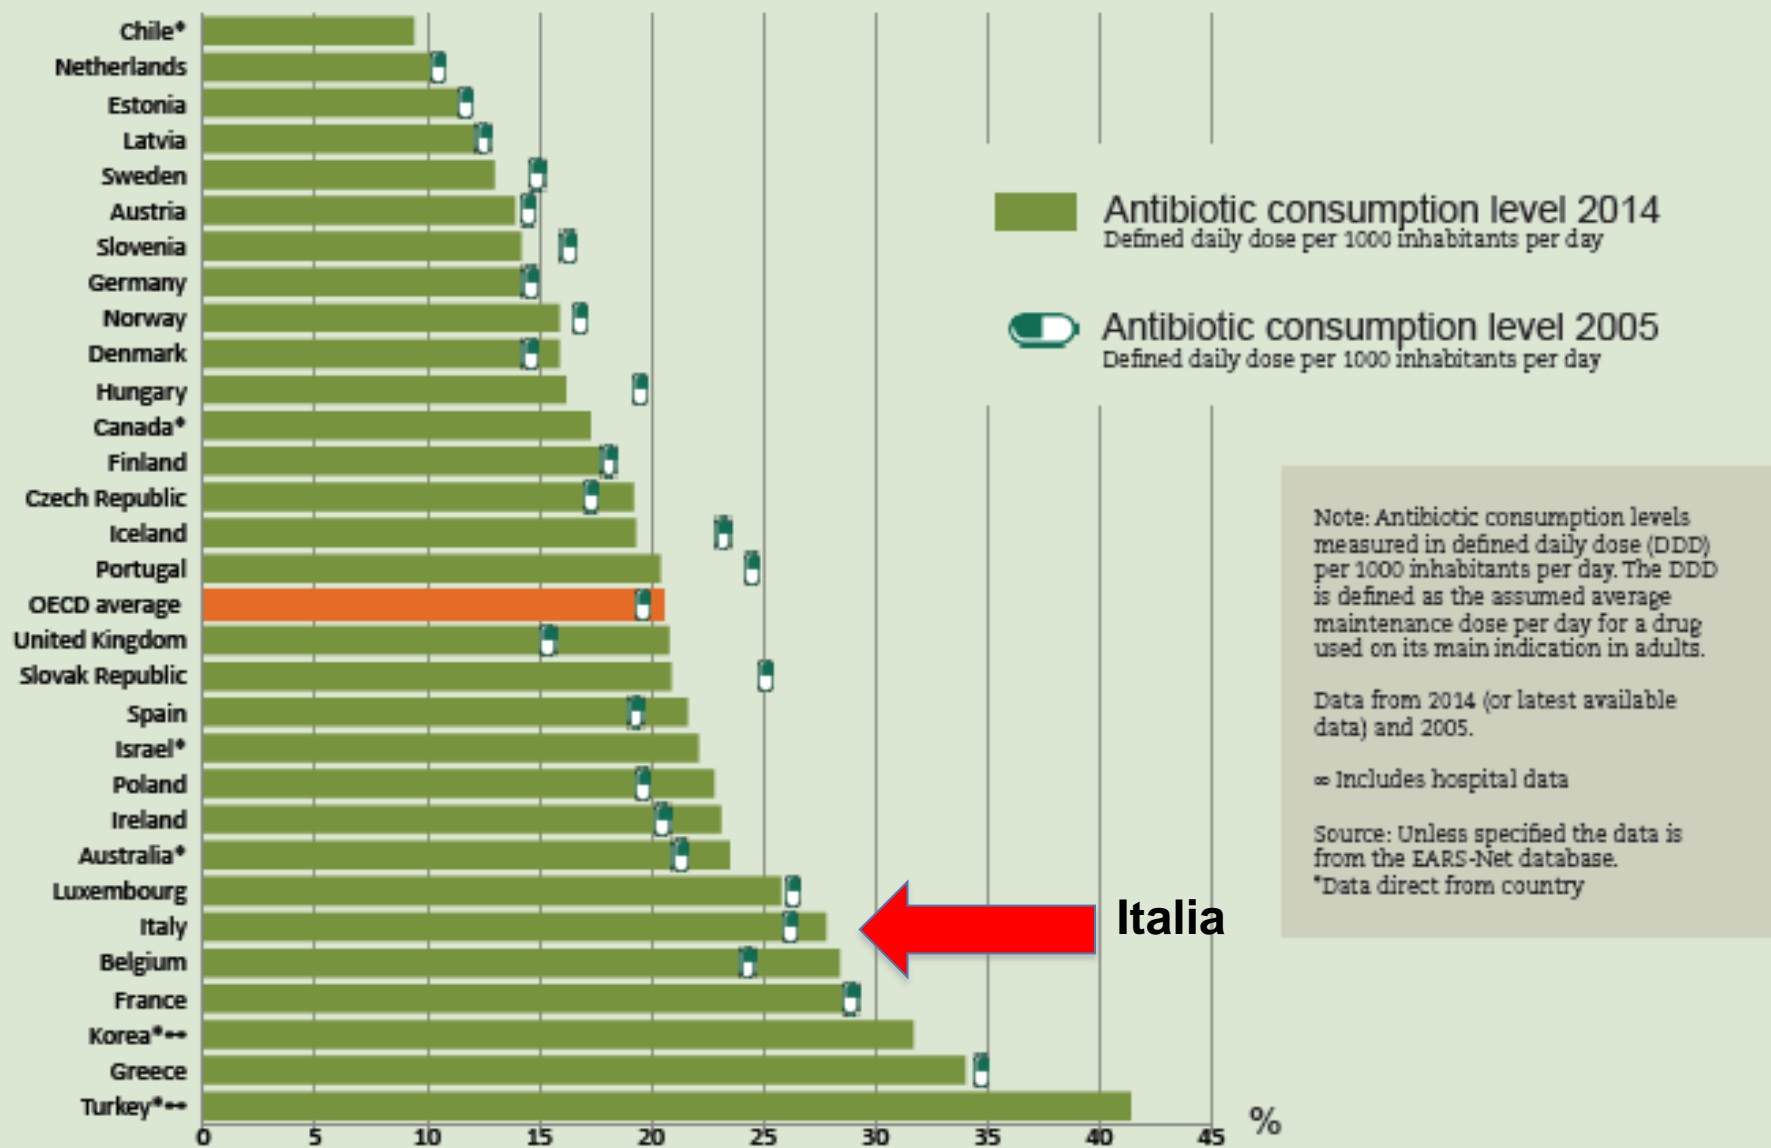 Chile*
Netherlands
Estonia
Latvia
Sweden
Austria
Slovenia
Germany
Norway
Denmark
Hungary
Canada*
Finland
Czech Republic
Iceland
Portugal
OECD average
United Kingdom
Slovak Republic
Spain
Israel*
Poland
Ireland
Australia*
Luxembourg
Italy
Belgium
France
Korea*∞
Greece
Turkey*∞
0 5 10 15 20 25 30 35 40 45 %
Antibiotic consumption level 2014
Defined daily dose per 1000 inhabitants per day
Antibiotic consumption level 2005
Defined daily dose per 1000 inhabitants per day
Italia
Note: Antibiotic consumption levels
measured in defined daily dose (DDD)
per 1000 inhabitants per day. The DDD
is defined as the assumed average
maintenance dose per day for a drug
used on its main indication in adults.
Data from 2014 (or latest available
data) and 2005.
∞ Includes hospital data
Source: Unless specified the data is
from the EARS-Net database.
*Data direct from country